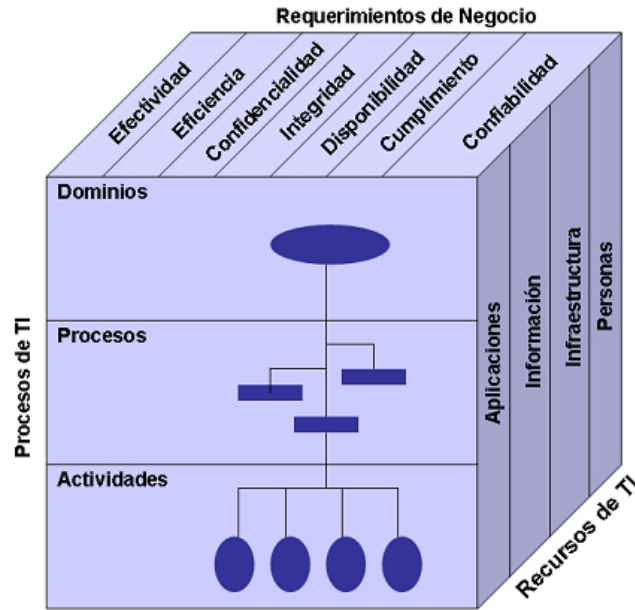 Requerimientos de Negocio
Efectividad
Eficiencia
Confidencialidad
Integridad
Disponibilidad
Cumplimiento
Confiabilidad
Dominios
Procesos
Actividades
Procesos de TI
Aplicaciones
Información
Infraestructura
Personas
Recursos de TI